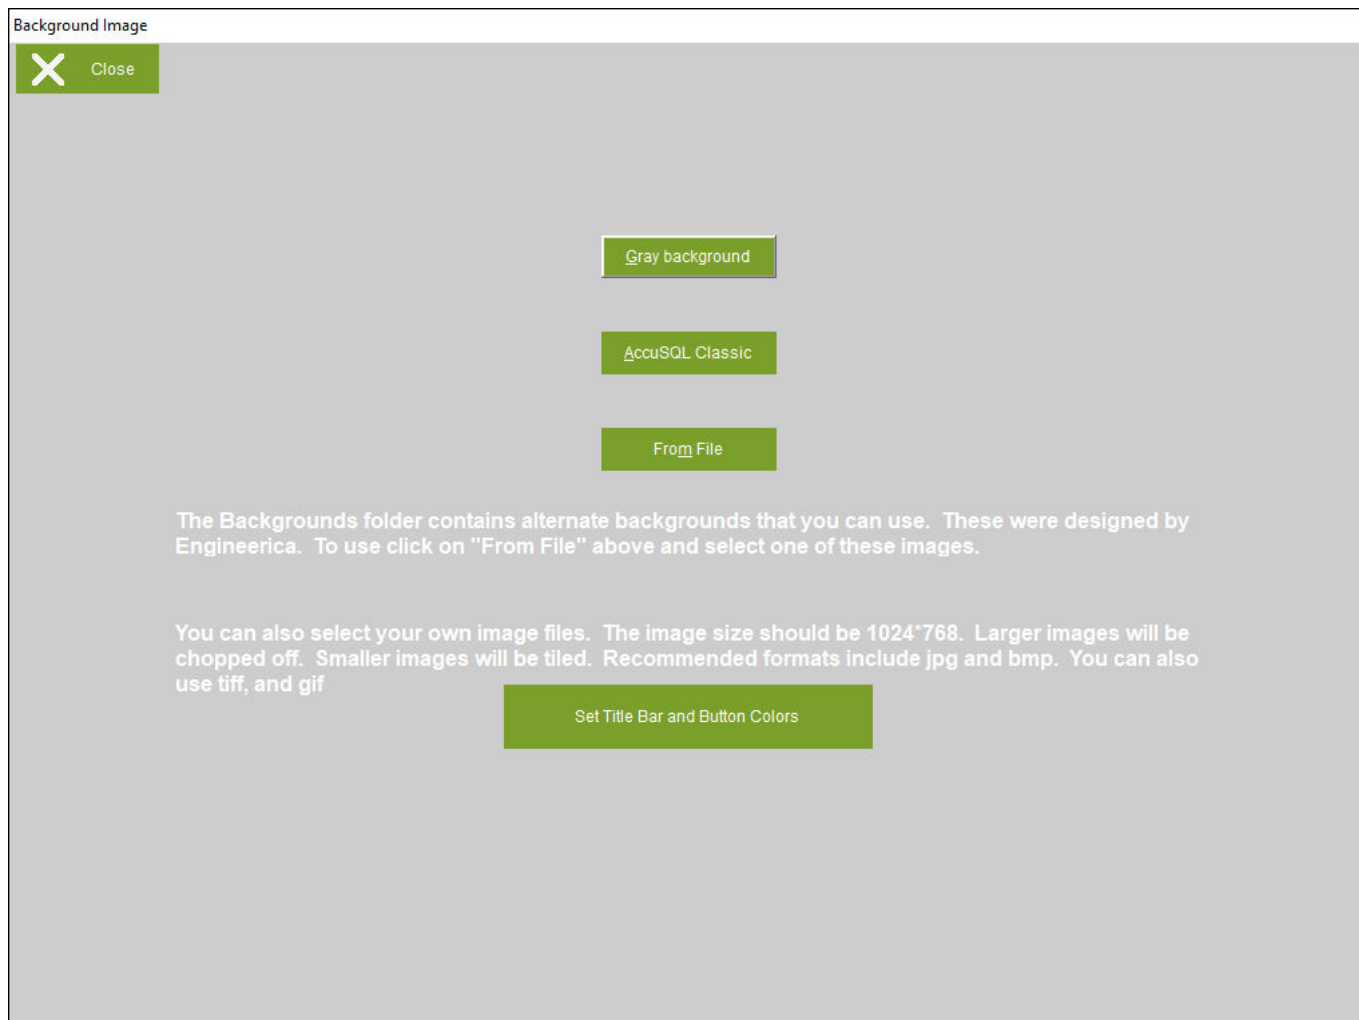 Background Image
Close
Gray background
AccuSQL Classic
From File
The Backgrounds folder contains alternate backgrounds that you can use.  These were designed by
Engineerica.  To use click on "From File" above and select one of these images.
You can also select your own image files.  The image size should be 1024*768.  Larger images will be
chopped off.  Smaller images will be tiled.  Recommended formats include jpg and bmp.  You can also
use tiff, and gif
Set Title Bar and Button Colors